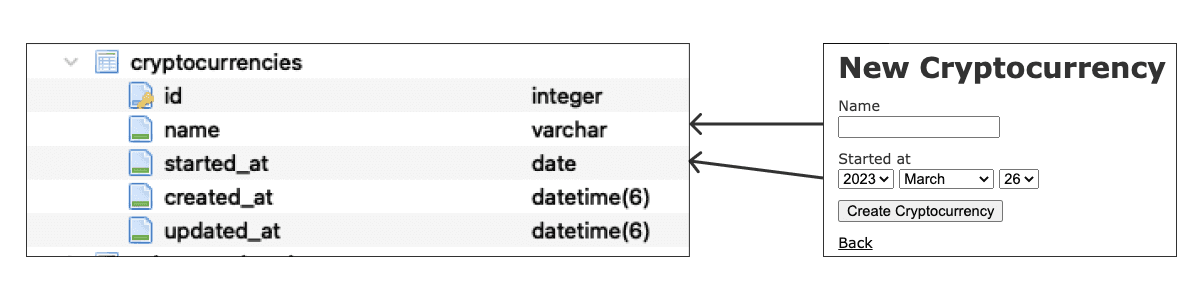 cryptocurrencies
id integer
name varchar
started_at date
created_at datetime(6)
updated_at datetime(6)
New Cryptocurrency
Name
Started at
2023 March 26
Create Cryptocurrency
Back